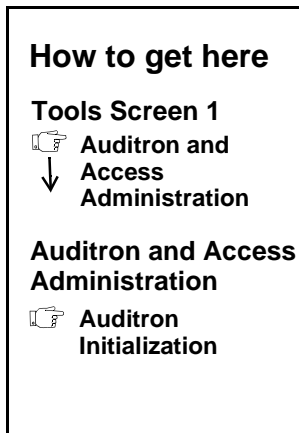 How to get here
Tools Screen 1
Auditron and
Access
Administration
Auditron and Access
Administration
Auditron
Initialization